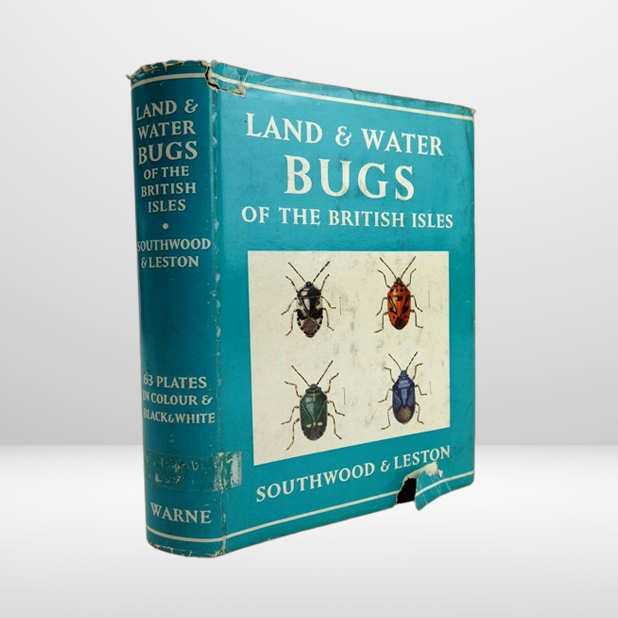 LAND &
WATER
BUGS
OF THE
BRITISH
ISLES
•
SOUTHWOOD
& LESTON
63 PLATES
IN COLOUR &
BLACK & WHITE
WARNE
LAND & WATER
BUGS
OF THE BRITISH ISLES
SOUTHWOOD & LESTON